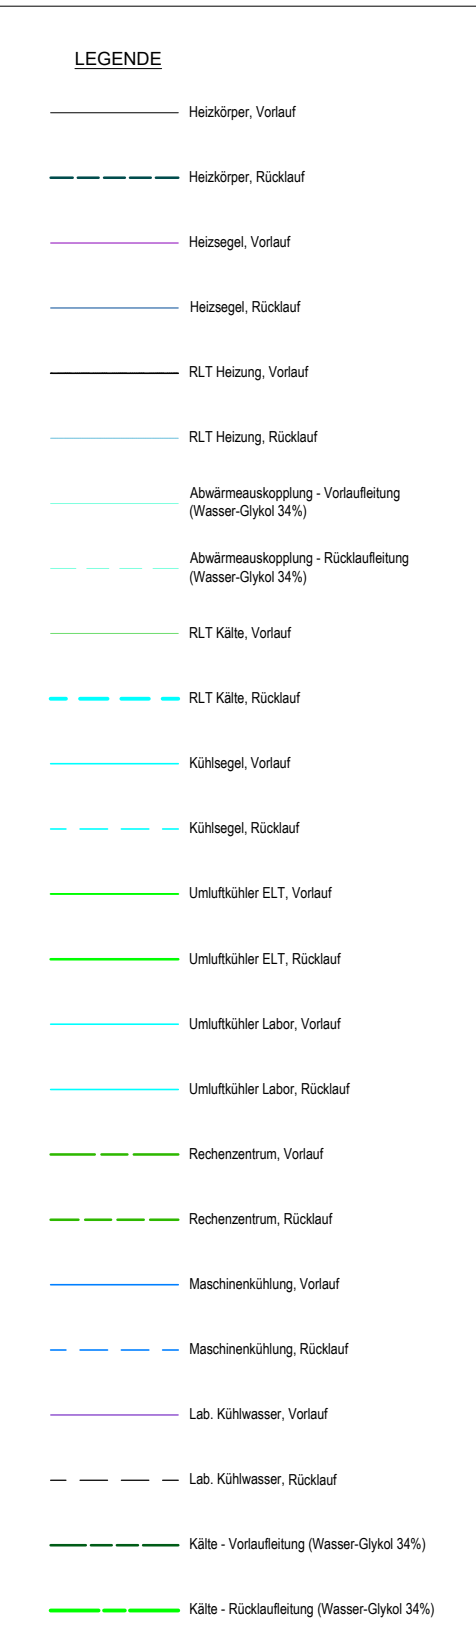 LEGENDE
Heizkörper, Vorlauf
Heizkörper, Rücklauf
Heizsegel, Vorlauf
Heizsegel, Rücklauf
RLT Heizung, Vorlauf
RLT Heizung, Rücklauf
Abwärmeauskopplung - Vorlaufleitung
(Wasser-Glykol 34%)
Abwärmeauskopplung - Rücklaufleitung
(Wasser-Glykol 34%)
RLT Kälte, Vorlauf
RLT Kälte, Rücklauf
Kühlsegel, Vorlauf
Kühlsegel, Rücklauf
Umluftkühler ELT, Vorlauf
Umluftkühler ELT, Rücklauf
Umluftkühler Labor, Vorlauf
Umluftkühler Labor, Rücklauf
Rechenzentrum, Vorlauf
Rechenzentrum, Rücklauf
Maschinenkühlung, Vorlauf
Maschinenkühlung, Rücklauf
Lab. Kühlwasser, Vorlauf
Lab. Kühlwasser, Rücklauf
Kälte - Vorlaufleitung (Wasser-Glykol 34%)
Kälte - Rücklaufleitung (Wasser-Glykol 34%)